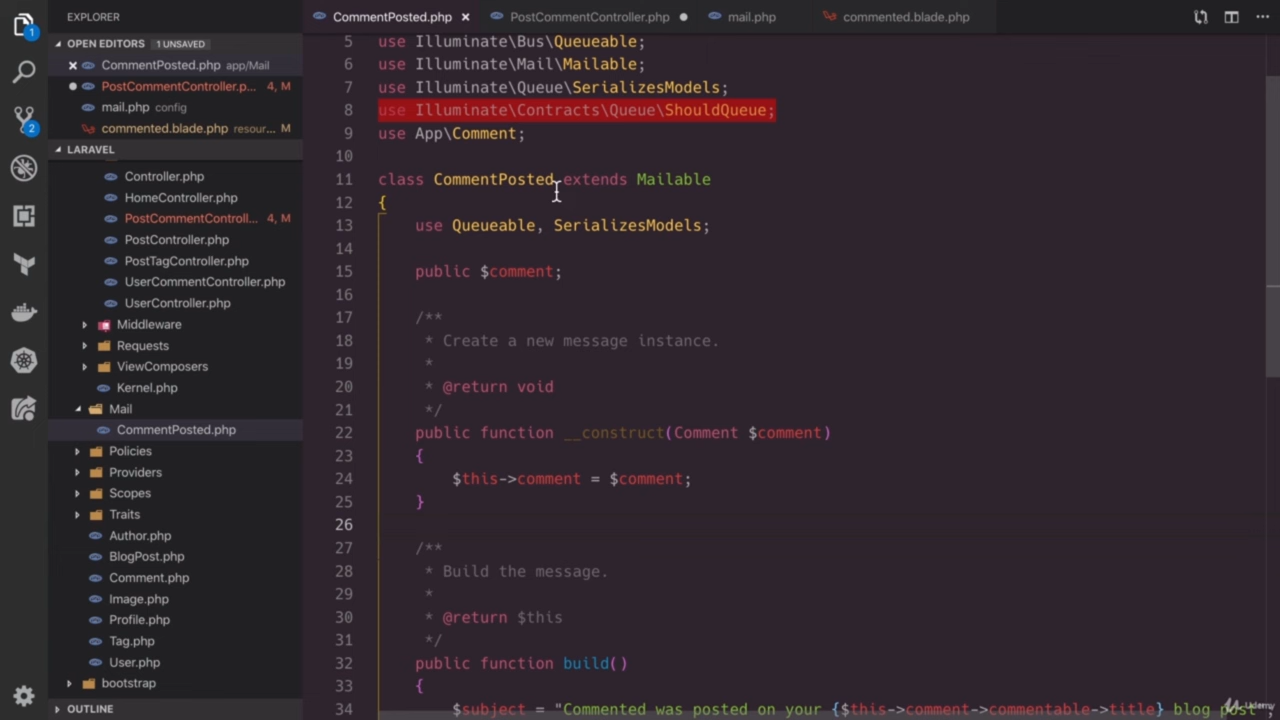 EXPLORER
OPEN EDITORS 1 UNSAVED
CommentPosted.php app/Mail
PostCommentController.p... 4, M
mail.php config
commented.blade.php resour... M
LARAVEL
Controller.php
HomeController.php
PostCommentControll... 4, M
PostController.php
PostTagController.php
UserCommentController.php
UserController.php
Middleware
Requests
ViewComposers
Kernel.php
Mail
CommentPosted.php
Policies
Providers
Scopes
Traits
Author.php
BlogPost.php
Comment.php
Image.php
Profile.php
Tag.php
User.php
bootstrap
OUTLINE
1
2
CommentPosted.php PostCommentController.php mail.php commented.blade.php
5 use Illuminate\Bus\Queueable;
6 use Illuminate\Mail\Mailable;
7 use Illuminate\Queue\SerializesModels;
8 use Illuminate\Contracts\Queue\ShouldQueue;
9 use App\Comment;
10
11 class CommentPosted extends Mailable
12 {
13 use Queueable, SerializesModels;
14
15 public $comment;
16
17 /**
18 * Create a new message instance.
19 *
20 * @return void
21 */
22 public function __construct(Comment $comment)
23 {
24 $this->comment = $comment;
25 }
26
27 /**
28 * Build the message.
29 *
30 * @return $this
31 */
32 public function build()
33 {
34 $subject = "Commented was posted on your {$this->comment->commentable->title} blog post";
Udemy